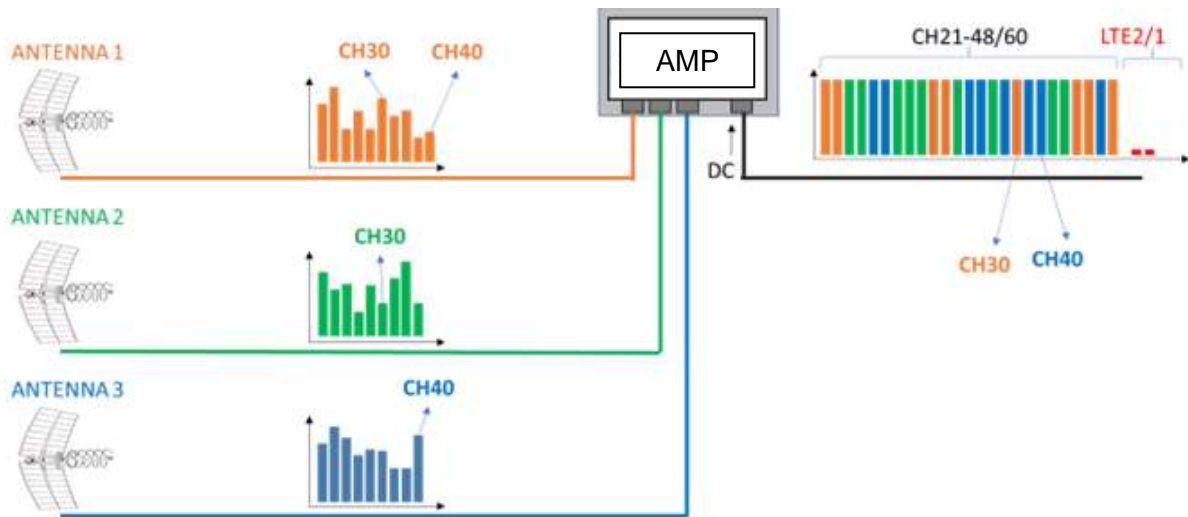 ANTENNA 1
CH30
CH40
AMP
CH21-48/60
LTE2/1
DC
ANTENNA 2
CH30
CH30
CH40
ANTENNA 3
CH40